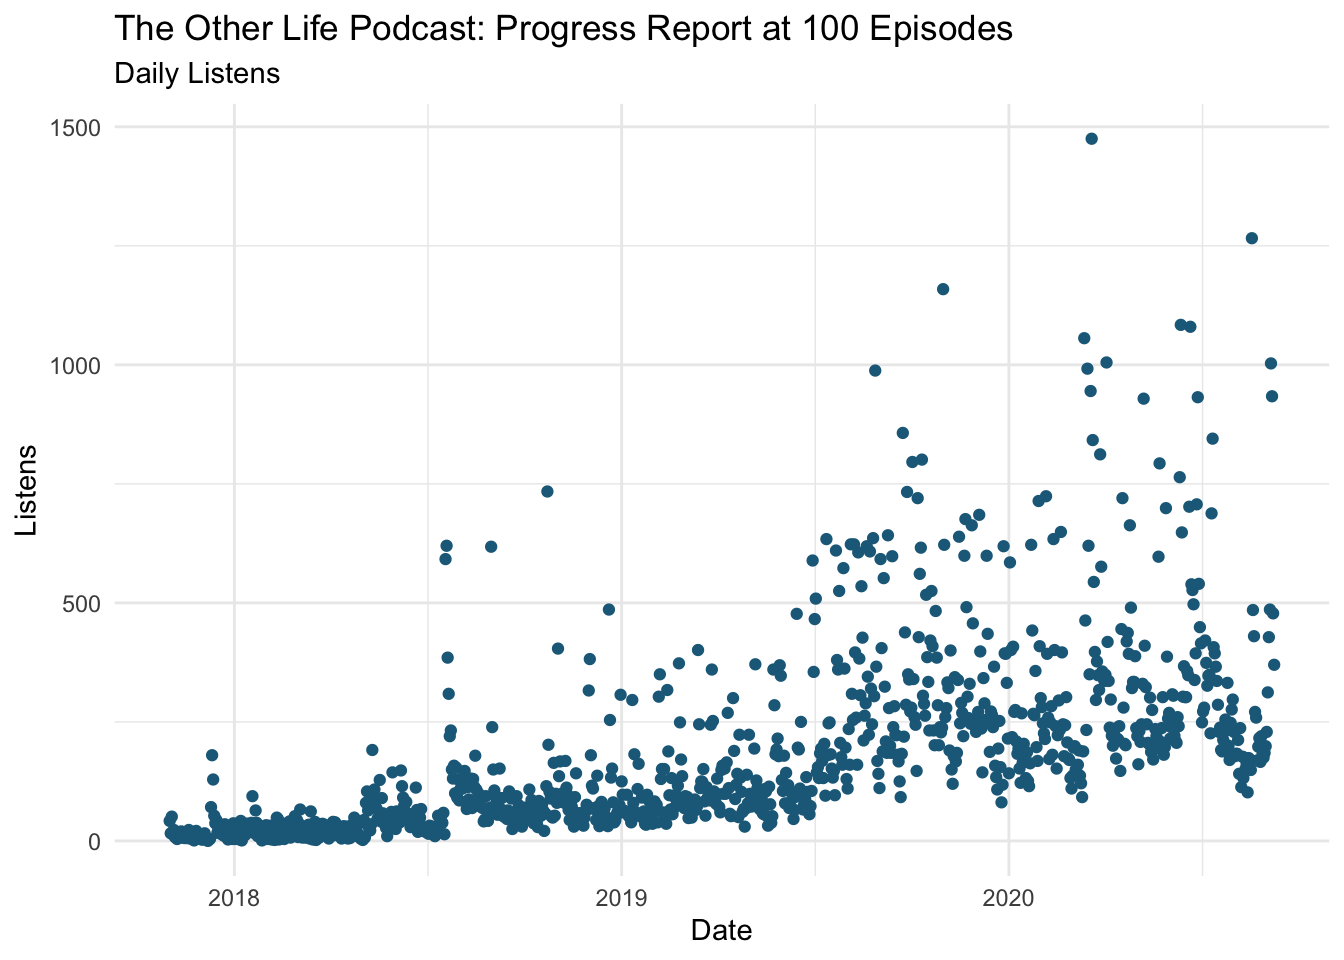 The Other Life Podcast: Progress Report at 100 Episodes
Daily Listens
1500
1000
500
0
Listens
2018
2019
2020
Date